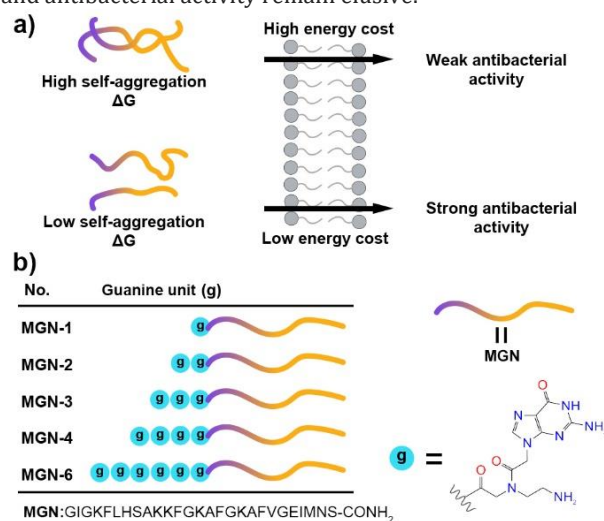 and antibacterial activity remain elusive.
a)
High energy cost
High self-aggregation
ΔG
Weak antibacterial
activity
Low self-aggregation
ΔG
Low energy cost
Strong antibacterial
activity
b)
No. Guanine unit (g)
MGN-1 g
MGN-2 g g
MGN-3 g g g
MGN-4 g g g g
MGN-6 g g g g g g
MGN
g =
O
N NH
N N NH
O
O N NH2
MGN:GIGKFLHSAKKFGKAFGKAFVGEIMNS-CONH2